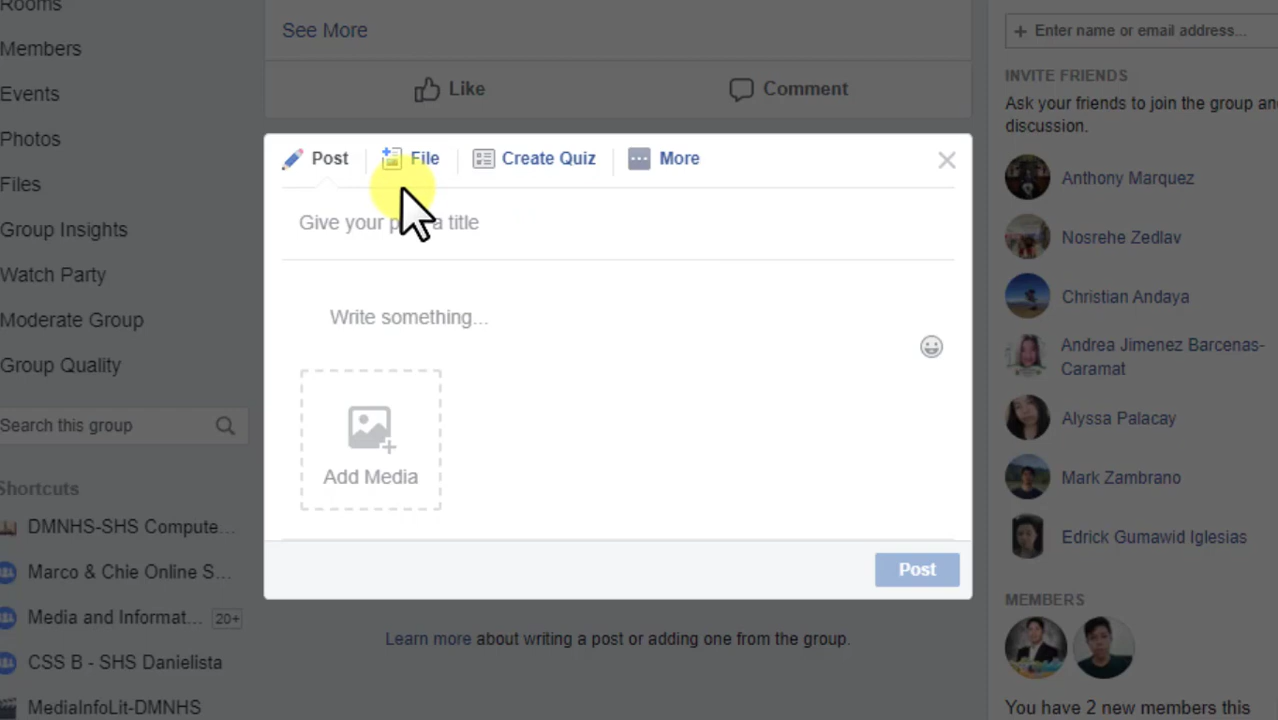 Rooms
Members
Events
Photos
Files
Group Insights
Watch Party
Moderate Group
Group Quality
Search this group
Shortcuts
DMNHS-SHS Compute...
Marco & Chie Online S...
Media and Informat... 20+
CSS B - SHS Danielista
MediaInfoLit-DMNHS
See More
Like Comment
Post File Create Quiz More
Give your post a title
Write something...
Add Media
Post
Learn more about writing a post or adding one from the group.
+ Enter name or email address...
INVITE FRIENDS
Ask your friends to join the group and
discussion.
Anthony Marquez
Nosrehe Zedlav
Christian Andaya
Andrea Jimenez Barcenas-
Caramat
Alyssa Palacay
Mark Zambrano
Edrick Gumawid Iglesias
MEMBERS
You have 2 new members this